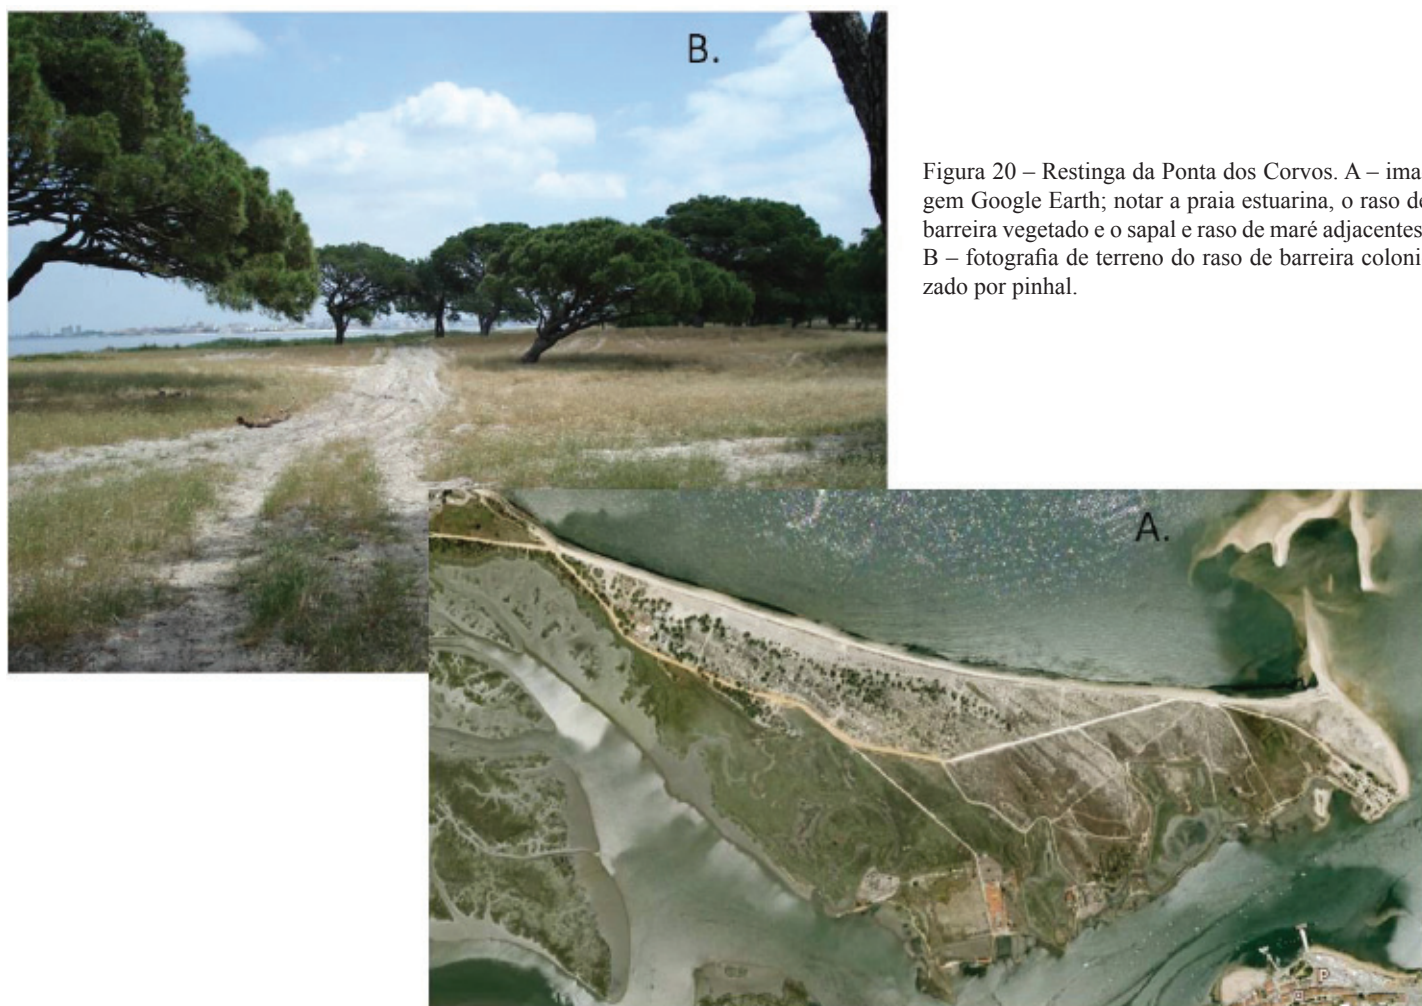 B.
Figura 20 – Restinga da Ponta dos Corvos. A – ima
gem Google Earth; notar a praia estuarina, o raso de
barreira vegetado e o sapal e raso de maré adjacentes
B – fotografia de terreno do raso de barreira coloni
zado por pinhal.
A.
P